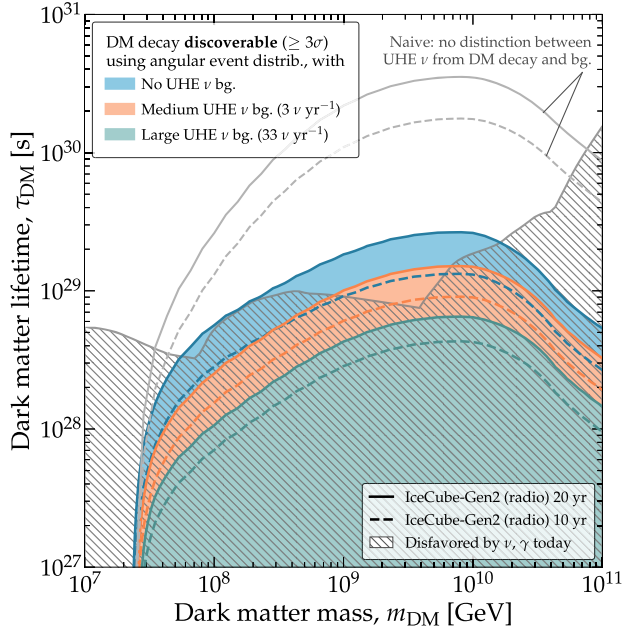 DM decay discoverable (≥ 3σ)
using angular event distrib., with
No UHE ν bg.
Medium UHE ν bg. (3 ν yr⁻¹)
Large UHE ν bg. (33 ν yr⁻¹)
Naive: no distinction between
UHE ν from DM decay and bg.
Dark matter lifetime, τ_DM [s]
10³¹
10³⁰
10²⁹
10²⁸
10²⁷
IceCube-Gen2 (radio) 20 yr
IceCube-Gen2 (radio) 10 yr
Disfavored by ν, γ today
10⁷ 10⁸ 10⁹ 10¹⁰ 10¹¹
Dark matter mass, m_DM [GeV]